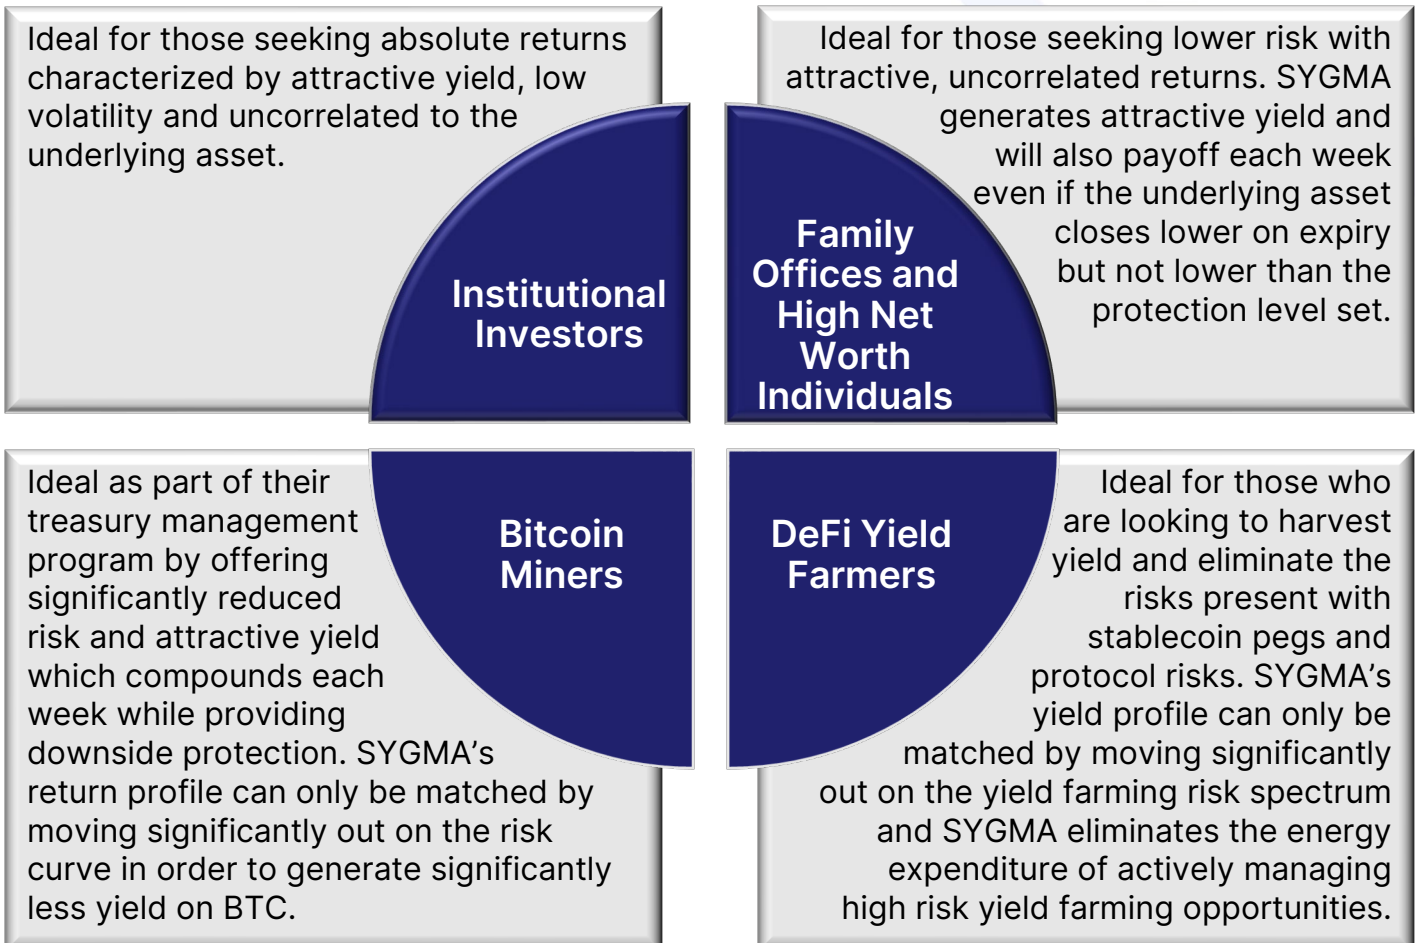 Ideal for those seeking absolute returns
characterized by attractive yield, low
volatility and uncorrelated to the
underlying asset.
Institutional
Investors
Ideal for those seeking lower risk with
attractive, uncorrelated returns. SYGMA
generates attractive yield and
will also payoff each week
even if the underlying asset
closes lower on expiry
but not lower than the
protection level set.
Family
Offices and
High Net
Worth
Individuals
Ideal as part of their
treasury management
program by offering
significantly reduced
risk and attractive yield
which compounds each
week while providing
downside protection. SYGMA’s
return profile can only be matched by
moving significantly out on the risk
curve in order to generate significantly
less yield on BTC.
Bitcoin
Miners
DeFi Yield
Farmers
Ideal for those who
are looking to harvest
yield and eliminate the
risks present with
stablecoin pegs and
protocol risks. SYGMA’s
yield profile can only be
matched by moving significantly
out on the yield farming risk spectrum
and SYGMA eliminates the energy
expenditure of actively managing
high risk yield farming opportunities.